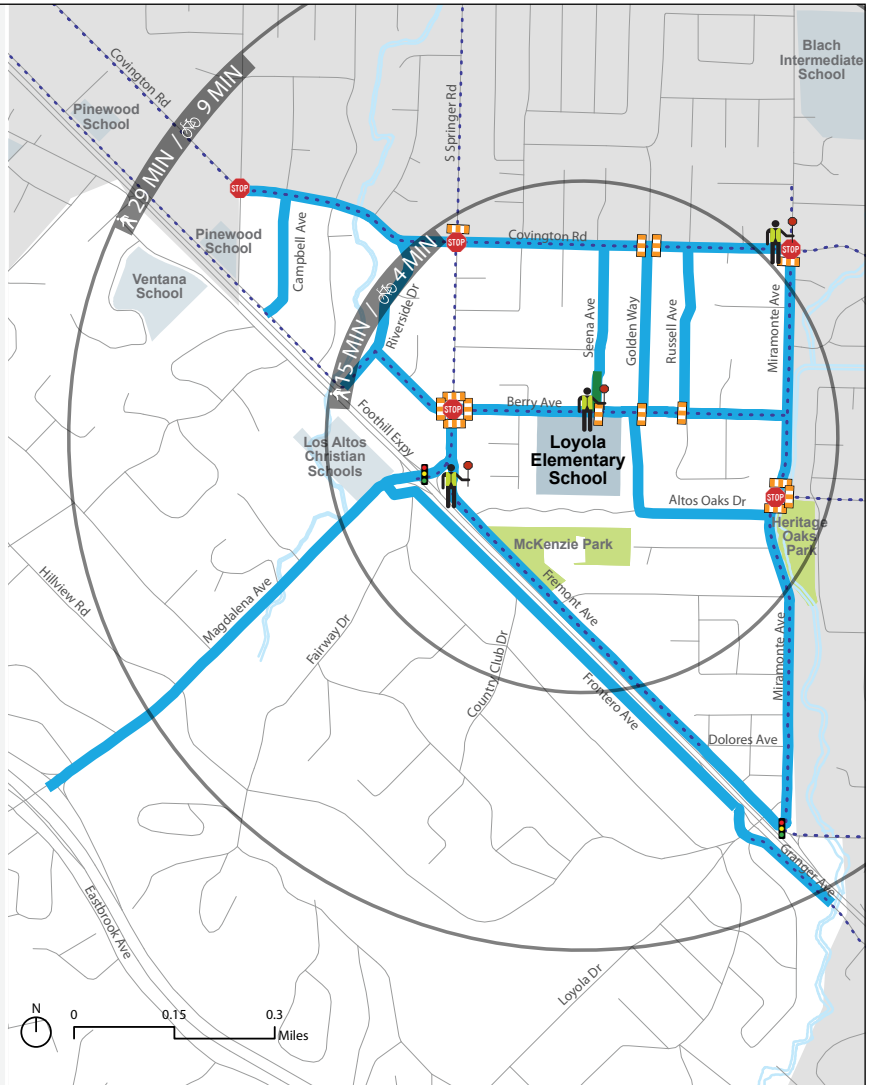 Covington Rd
Blach
Intermediate
School
Pinewood
School
29 MIN / 9 MIN
S Springer Rd
STOP
Pinewood
School
Campbell Ave
STOP
Covington Rd
STOP
Ventana
School
15 MIN / 4 MIN
Riverside Dr
Seena Ave
Golden Way
Russell Ave
Miramonte Ave
Foothill Expy
STOP
Berry Ave
Los Altos
Christian
Schools
Loyola
Elementary
School
Altos Oaks Dr
STOP
Heritage
Oaks
Park
McKenzie Park
Hillview Rd
Magdalena Ave
Fairway Dr
Fremont Ave
Country Club Dr
Frontero Ave
Miramonte Ave
Dolores Ave
Granger Ave
Eastbrook Ave
Loyola Dr
N
0 0.15 0.3
Miles